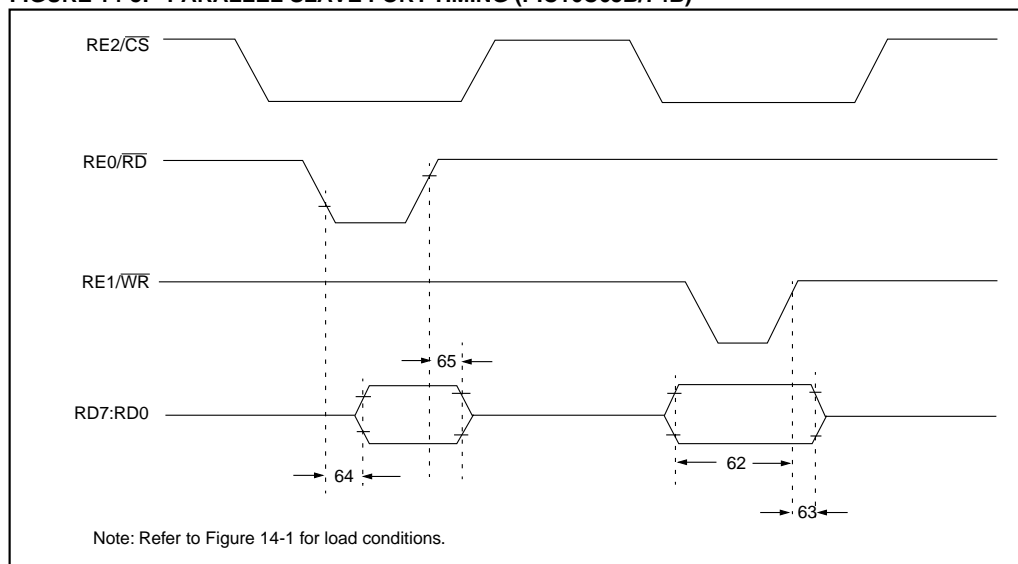 RE2/CS
RE0/RD
RE1/WR
65
RD7:RD0
62
64
63
Note: Refer to Figure 14-1 for load conditions.